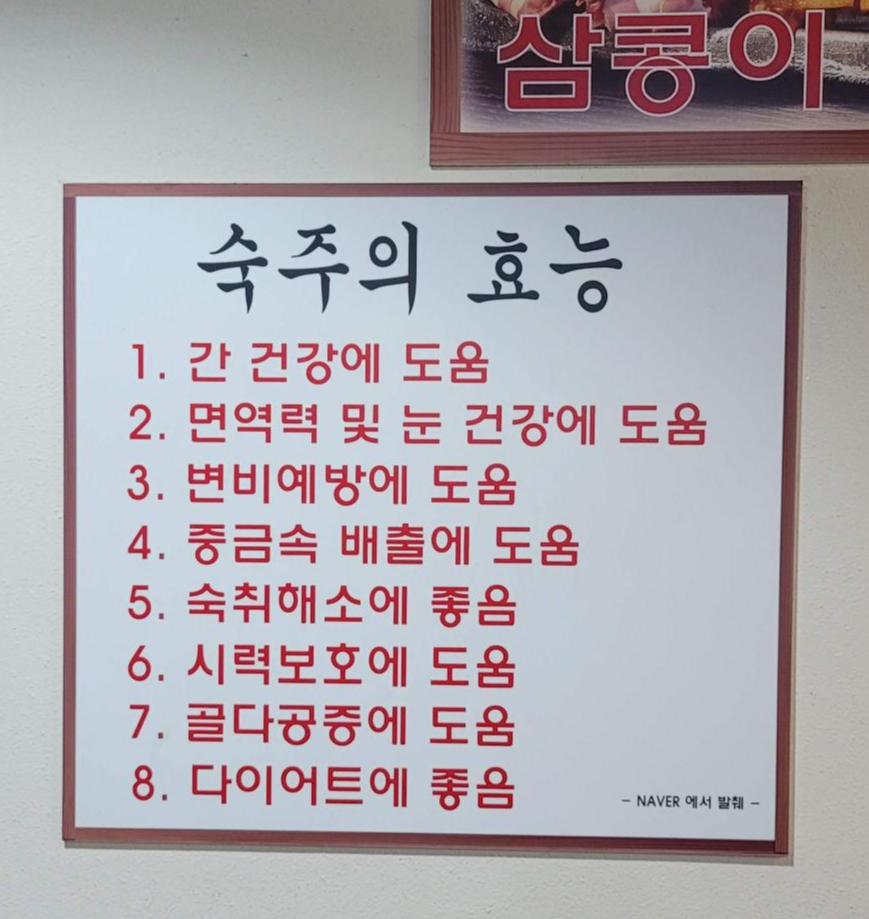 삼콩이
숙주의 효능
1. 간 건강에 도움
2. 면역력 및 눈 건강에 도움
3. 변비예방에 도움
4. 중금속 배출에 도움
5. 숙취해소에 좋음
6. 시력보호에 도움
7. 골다공증에 도움
8. 다이어트에 좋음
- NAVER 에서 발췌 -